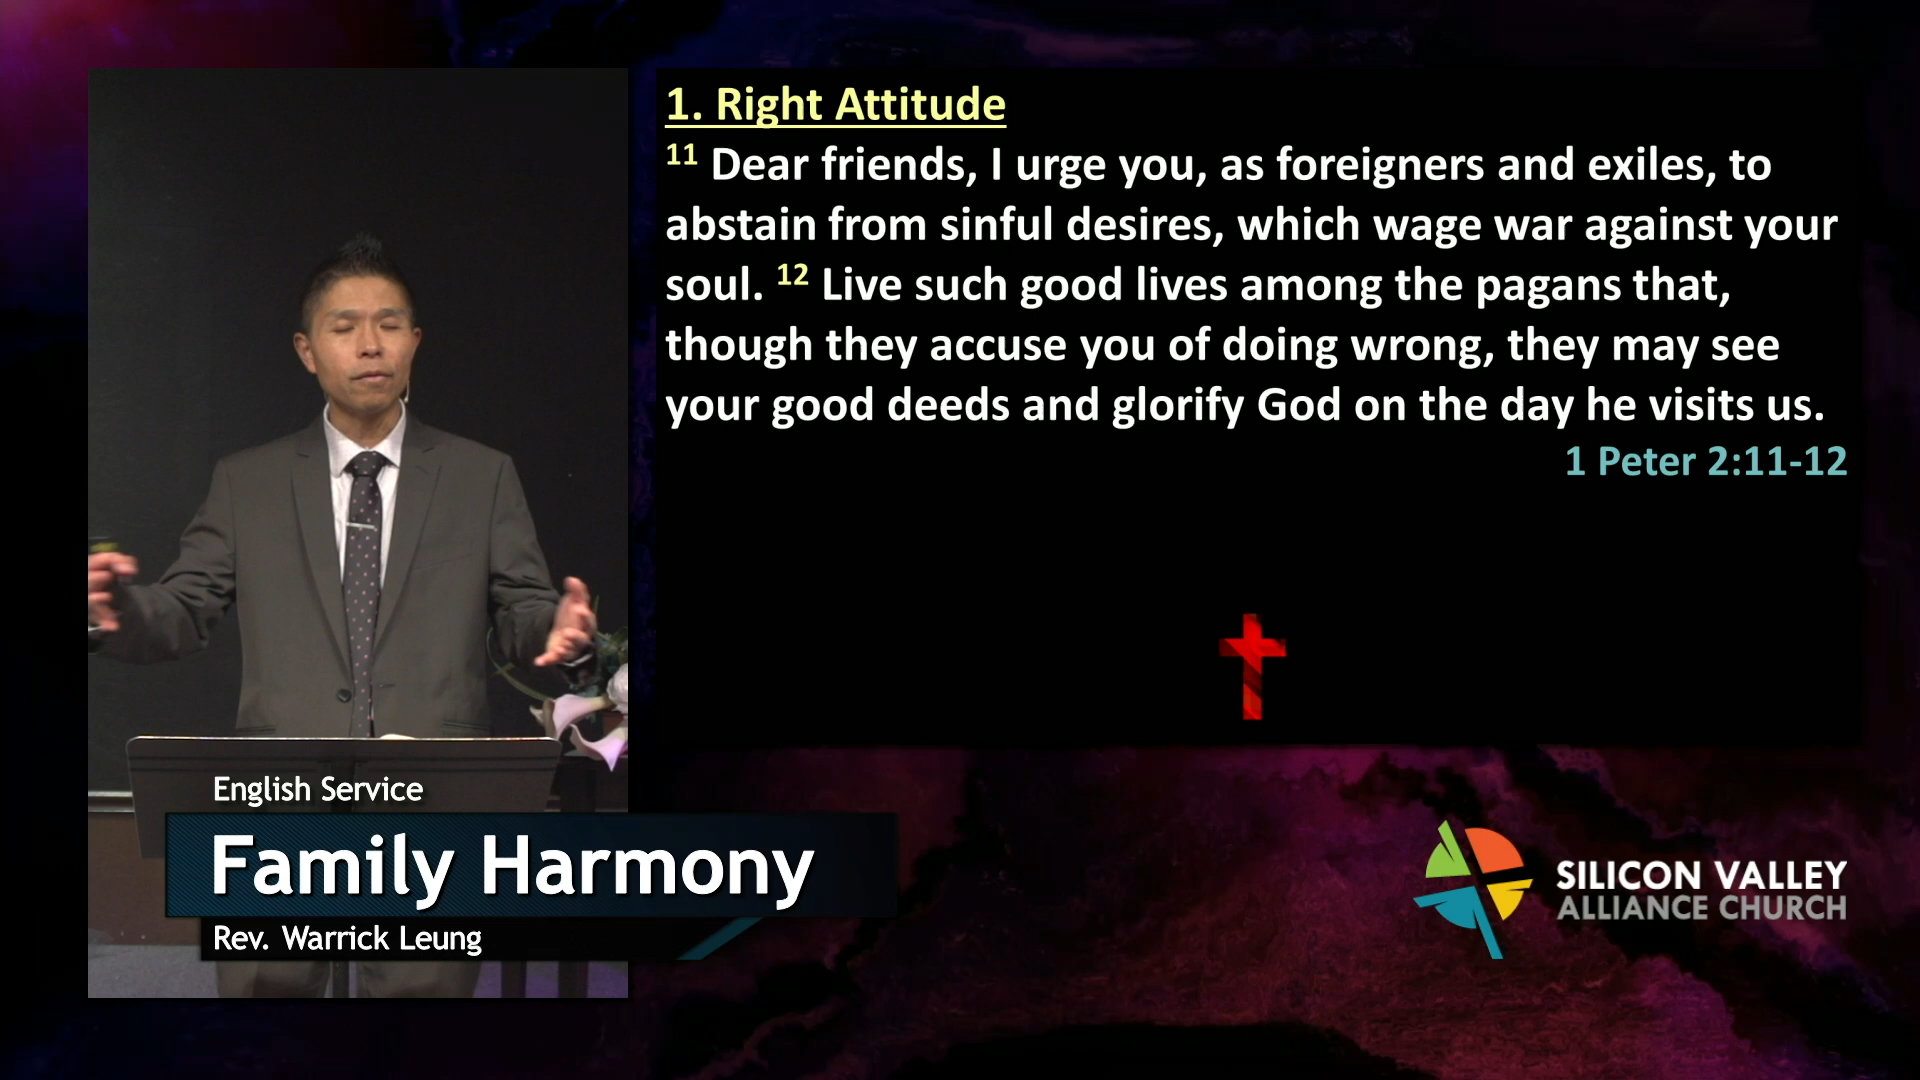 1. Right Attitude
11 Dear friends, I urge you, as foreigners and exiles, to
abstain from sinful desires, which wage war against your
soul. 12 Live such good lives among the pagans that,
though they accuse you of doing wrong, they may see
your good deeds and glorify God on the day he visits us.
1 Peter 2:11-12
English Service
Family Harmony
Rev. Warrick Leung
SILICON VALLEY
ALLIANCE CHURCH